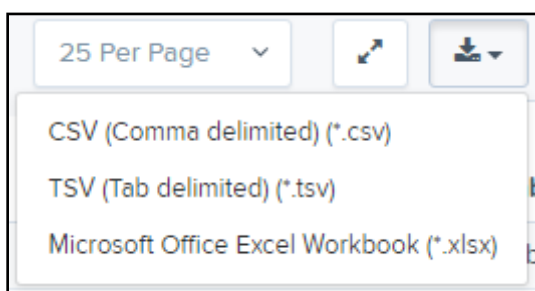 25 Per Page
CSV (Comma delimited) (*.csv)
TSV (Tab delimited) (*.tsv)
Microsoft Office Excel Workbook (*.xlsx)